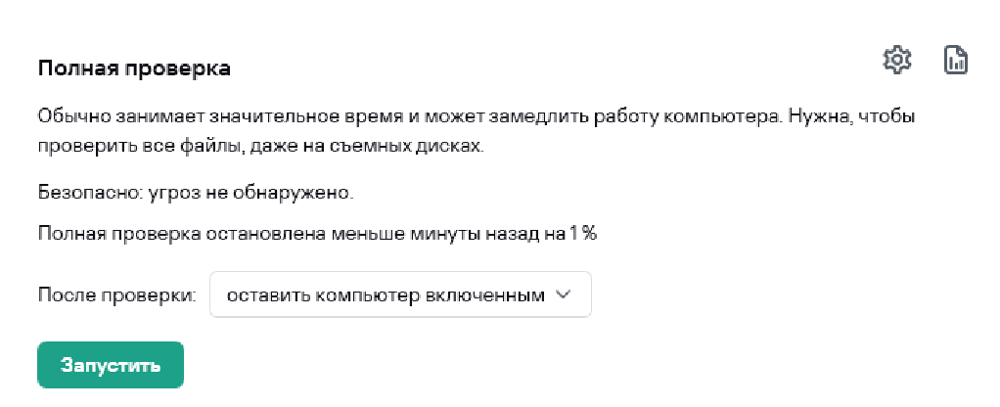 Полная проверка
Обычно занимает значительное время и может замедлить работу компьютера. Нужна, чтобы
проверить все файлы, даже на съемных дисках.
Безопасно: угроз не обнаружено.
Полная проверка остановлена меньше минуты назад на 1 %
После проверки: оставить компьютер включенным
Запустить